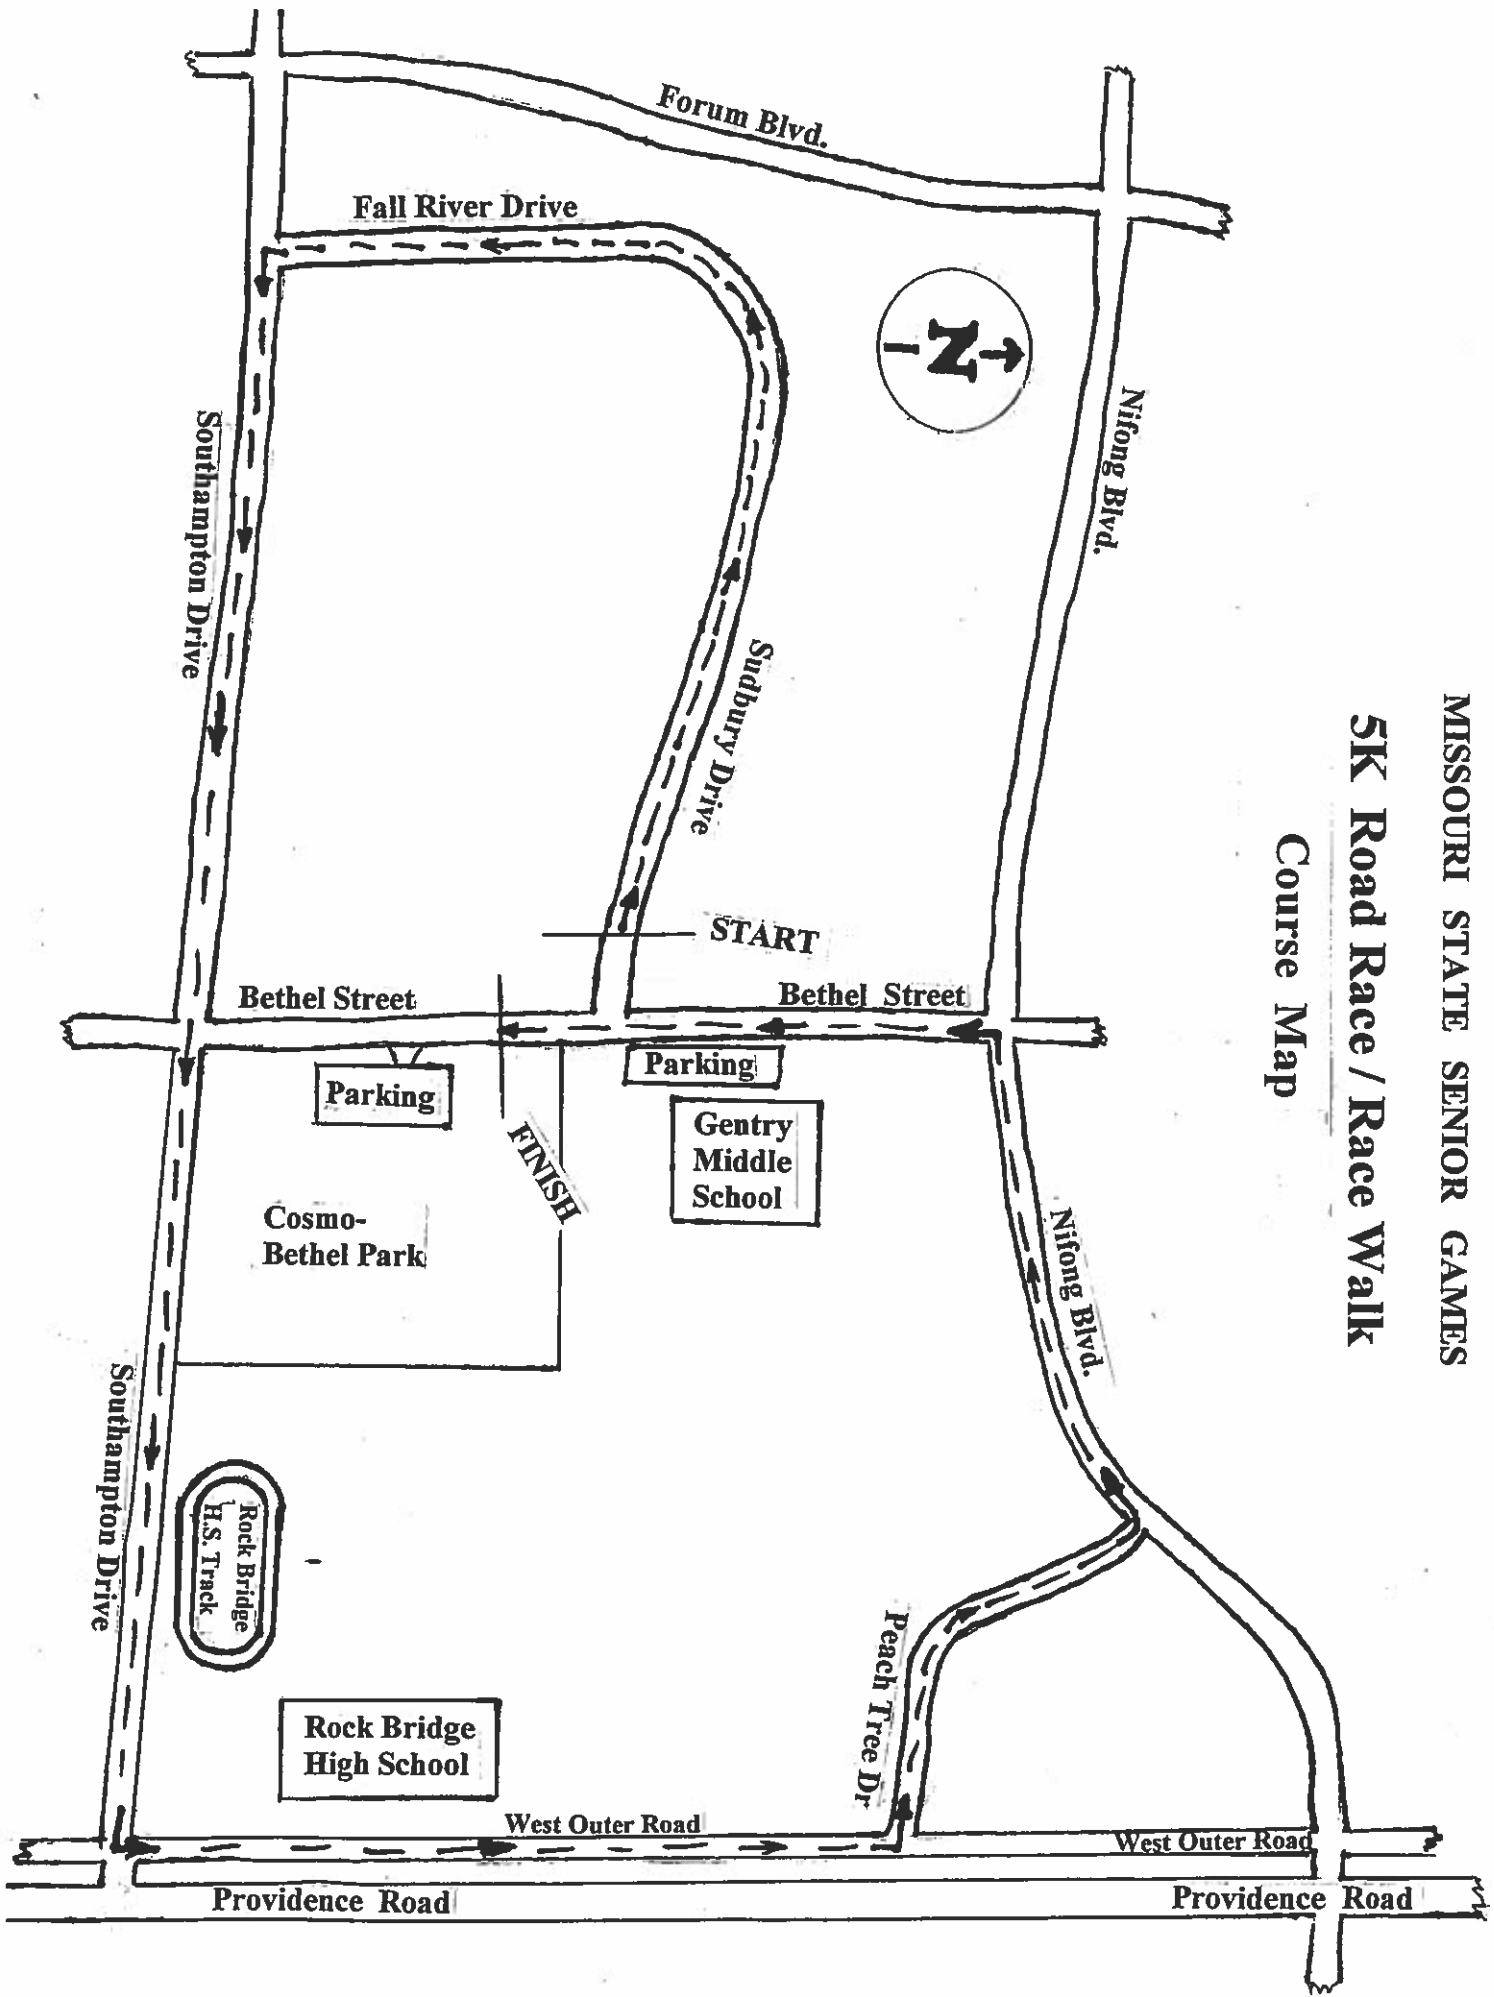 MISSOURI STATE SENIOR GAMES
5K Road Race / Race Walk
Course Map
Forum Blvd.
Fall River Drive
N
Nifong Blvd.
Southampton Drive
Sudbury Drive
START
Bethel Street
Bethel Street
Parking
Parking
FINISH
Gentry
Middle
School
Cosmo-
Bethel Park
Nifong Blvd.
Southampton Drive
Rock Bridge
H.S. Track
Peach Tree Dr
Rock Bridge
High School
West Outer Road
West Outer Road
Providence Road
Providence Road